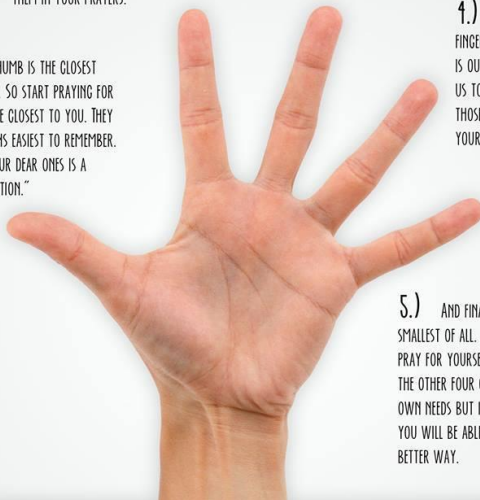 THEM IN YOUR PRAYERS.
HUMB IS THE CLOSEST
. SO START PRAYING FOR
E CLOSEST TO YOU. THEY
NS EASIEST TO REMEMBER.
UR DEAR ONES IS A
TION."
4.)
FINGE
IS OU
US TO
THOS
YOUR
5.) AND FINA
SMALLEST OF ALL.
PRAY FOR YOURSE
THE OTHER FOUR
OWN NEEDS BUT I
YOU WILL BE ABL
BETTER WAY.